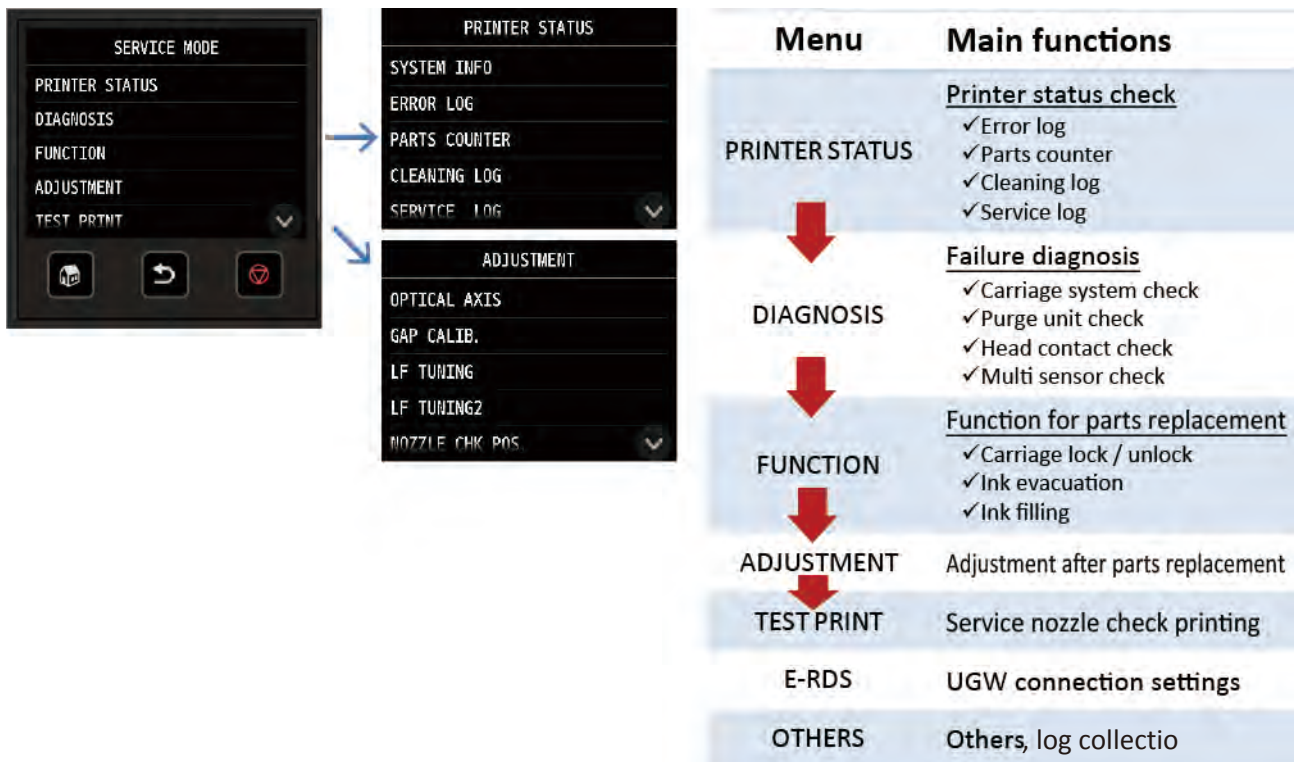 SERVICE MODE
PRINTER STATUS
DIAGNOSIS
FUNCTION
ADJUSTMENT
TEST PRINT
PRINTER STATUS
SYSTEM INFO
ERROR LOG
PARTS COUNTER
CLEANING LOG
SERVICE LOG
ADJUSTMENT
OPTICAL AXIS
GAP CALIB.
LF TUNING
LF TUNING2
NOZZLE CHK POS.
Menu Main functions
PRINTER STATUS
Printer status check
✓Error log
✓Parts counter
✓Cleaning log
✓Service log
DIAGNOSIS
Failure diagnosis
✓Carriage system check
✓Purge unit check
✓Head contact check
✓Multi sensor check
FUNCTION
Function for parts replacement
✓Carriage lock / unlock
✓Ink evacuation
✓Ink filling
ADJUSTMENT Adjustment after parts replacement
TEST PRINT Service nozzle check printing
E-RDS UGW connection settings
OTHERS Others, log collectio